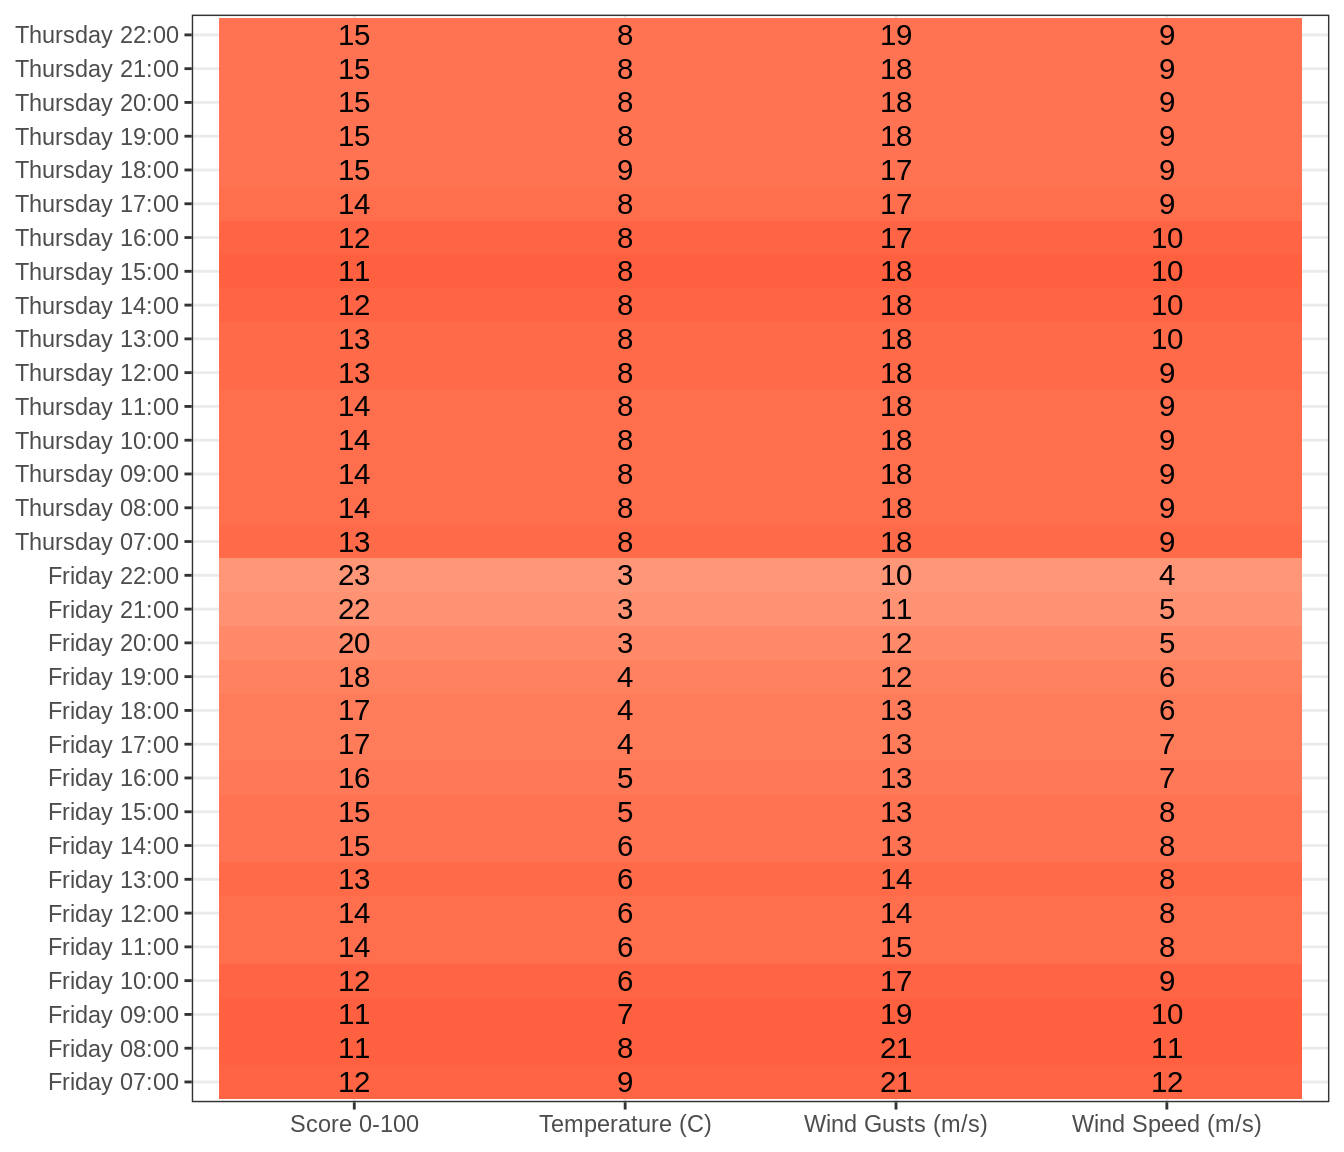 Thursday 22:00 15 8 19 9
Thursday 21:00 15 8 18 9
Thursday 20:00 15 8 18 9
Thursday 19:00 15 8 18 9
Thursday 18:00 15 9 17 9
Thursday 17:00 14 8 17 9
Thursday 16:00 12 8 17 10
Thursday 15:00 11 8 18 10
Thursday 14:00 12 8 18 10
Thursday 13:00 13 8 18 10
Thursday 12:00 13 8 18 9
Thursday 11:00 14 8 18 9
Thursday 10:00 14 8 18 9
Thursday 09:00 14 8 18 9
Thursday 08:00 14 8 18 9
Thursday 07:00 13 8 18 9
Friday 22:00 23 3 10 4
Friday 21:00 22 3 11 5
Friday 20:00 20 3 12 5
Friday 19:00 18 4 12 6
Friday 18:00 17 4 13 6
Friday 17:00 17 4 13 7
Friday 16:00 16 5 13 7
Friday 15:00 15 5 13 8
Friday 14:00 15 6 13 8
Friday 13:00 13 6 14 8
Friday 12:00 14 6 14 8
Friday 11:00 14 6 15 8
Friday 10:00 12 6 17 9
Friday 09:00 11 7 19 10
Friday 08:00 11 8 21 11
Friday 07:00 12 9 21 12
Score 0-100 Temperature (C) Wind Gusts (m/s) Wind Speed (m/s)